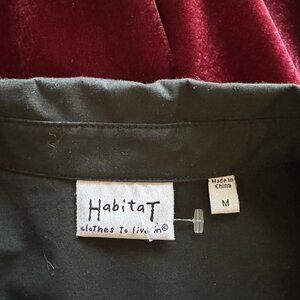 HabitaT
clothes to live in©
Made in
China
M